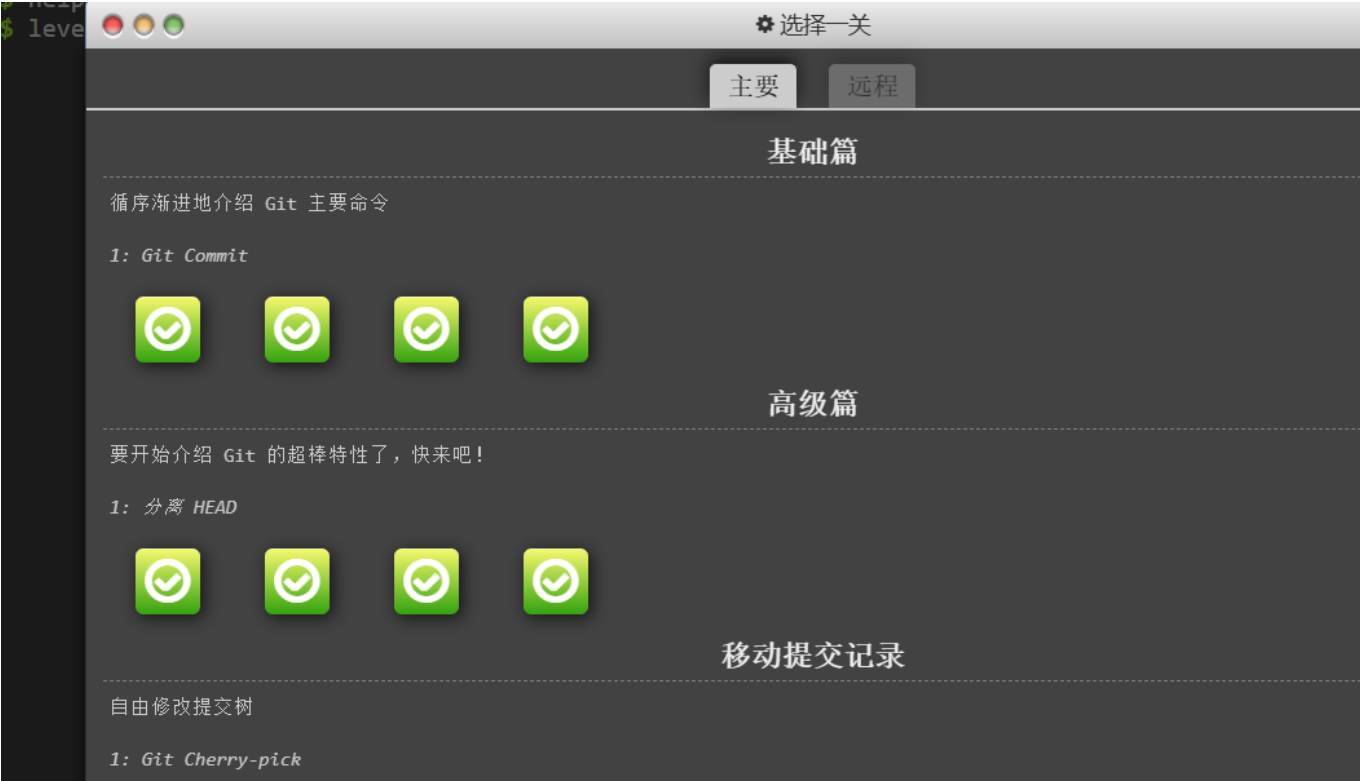 $ help
$ leve
选择一关
主要 远程
基础篇
循序渐进地介绍 Git 主要命令
1: Git Commit
高级篇
要开始介绍 Git 的超棒特性了，快来吧！
1: 分离 HEAD
移动提交记录
自由修改提交树
1: Git Cherry-pick